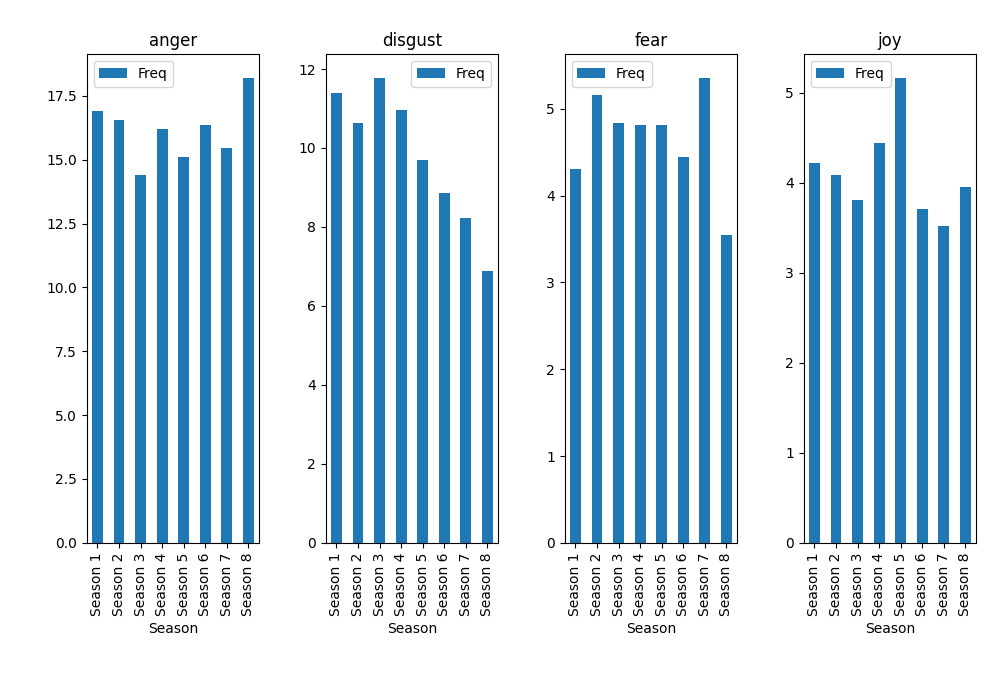 anger
Freq
17.5
15.0
12.5
10.0
7.5
5.0
2.5
0.0
Season 1
Season 2
Season 3
Season 4
Season 5
Season 6
Season 7
Season 8
Season
disgust
Freq
12
10
8
6
4
2
0
Season 1
Season 2
Season 3
Season 4
Season 5
Season 6
Season 7
Season 8
Season
fear
Freq
5
4
3
2
1
0
Season 1
Season 2
Season 3
Season 4
Season 5
Season 6
Season 7
Season 8
Season
joy
Freq
5
4
3
2
1
0
Season 1
Season 2
Season 3
Season 4
Season 5
Season 6
Season 7
Season 8
Season